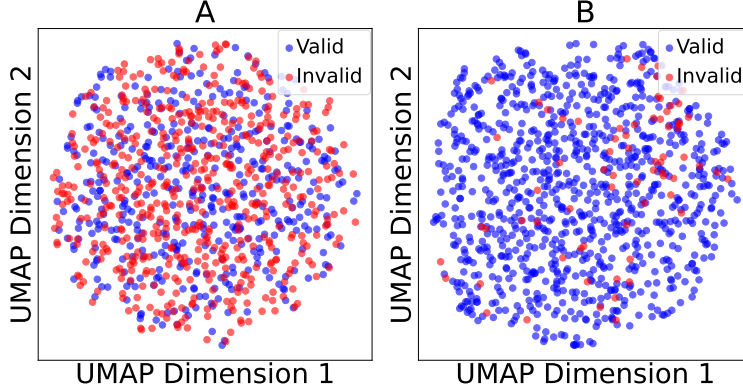 A
Valid
Invalid
UMAP Dimension 2
UMAP Dimension 1
B
Valid
Invalid
UMAP Dimension 2
UMAP Dimension 1